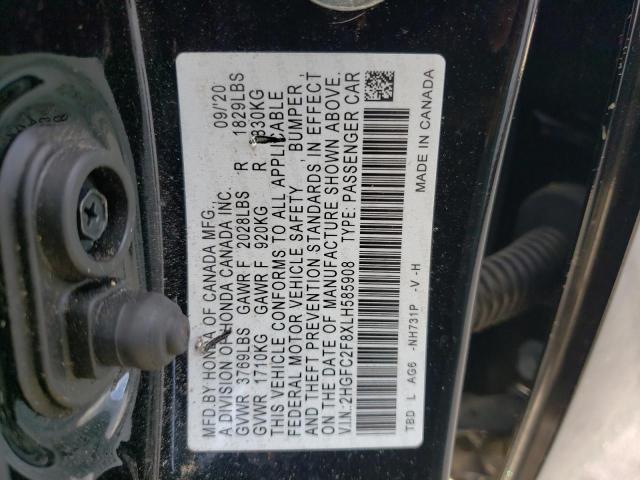 MFD.BY HONDA OF CANADA MFG. 09/'20
A DIVISION OF HONDA CANADA INC.
GVWR 3769LBS GAWR F 2028LBS R 1829LBS
GVWR 1710KG GAWR F 920KG R 830KG
THIS VEHICLE CONFORMS TO ALL APPLICABLE
FEDERAL MOTOR VEHICLE SAFETY, BUMPER,
AND THEFT PREVENTION STANDARDS IN EFFECT
ON THE DATE OF MANUFACTURE SHOWN ABOVE.
V.I.N.:2HGFC2F8XLH585908 TYPE: PASSENGER CAR
TBD L AG6 -NH731P -V-H MADE IN CANADA